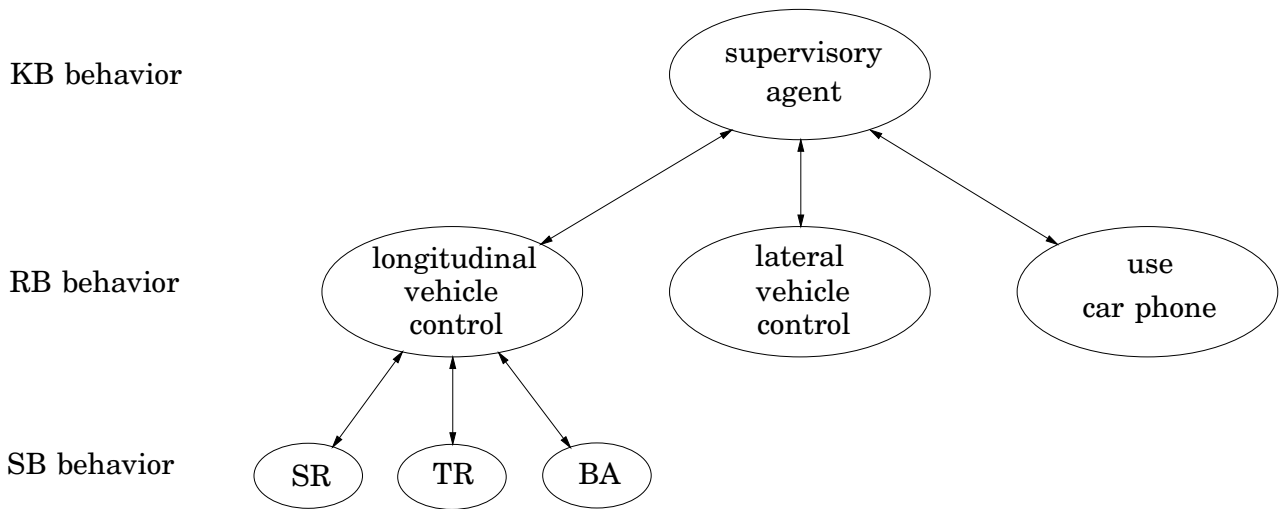 KB behavior
supervisory
agent
RB behavior
longitudinal
vehicle
control
lateral
vehicle
control
use
car phone
SB behavior
SR
TR
BA